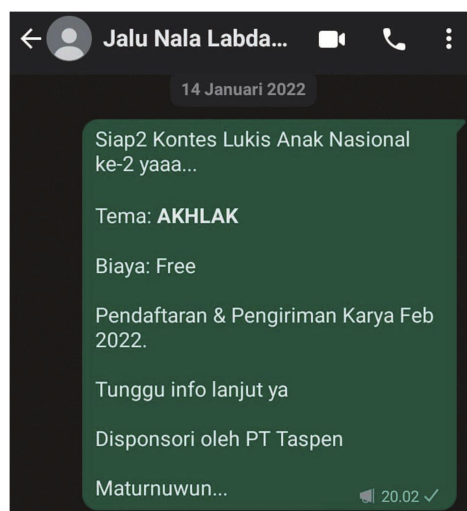 Jalu Nala Labda...
14 Januari 2022
Siap2 Kontes Lukis Anak Nasional
ke-2 yaaa...
Tema: AKHLAK
Biaya: Free
Pendaftaran & Pengiriman Karya Feb
2022.
Tunggu info lanjut ya
Disponsori oleh PT Taspen
Maturnuwun...
20.02